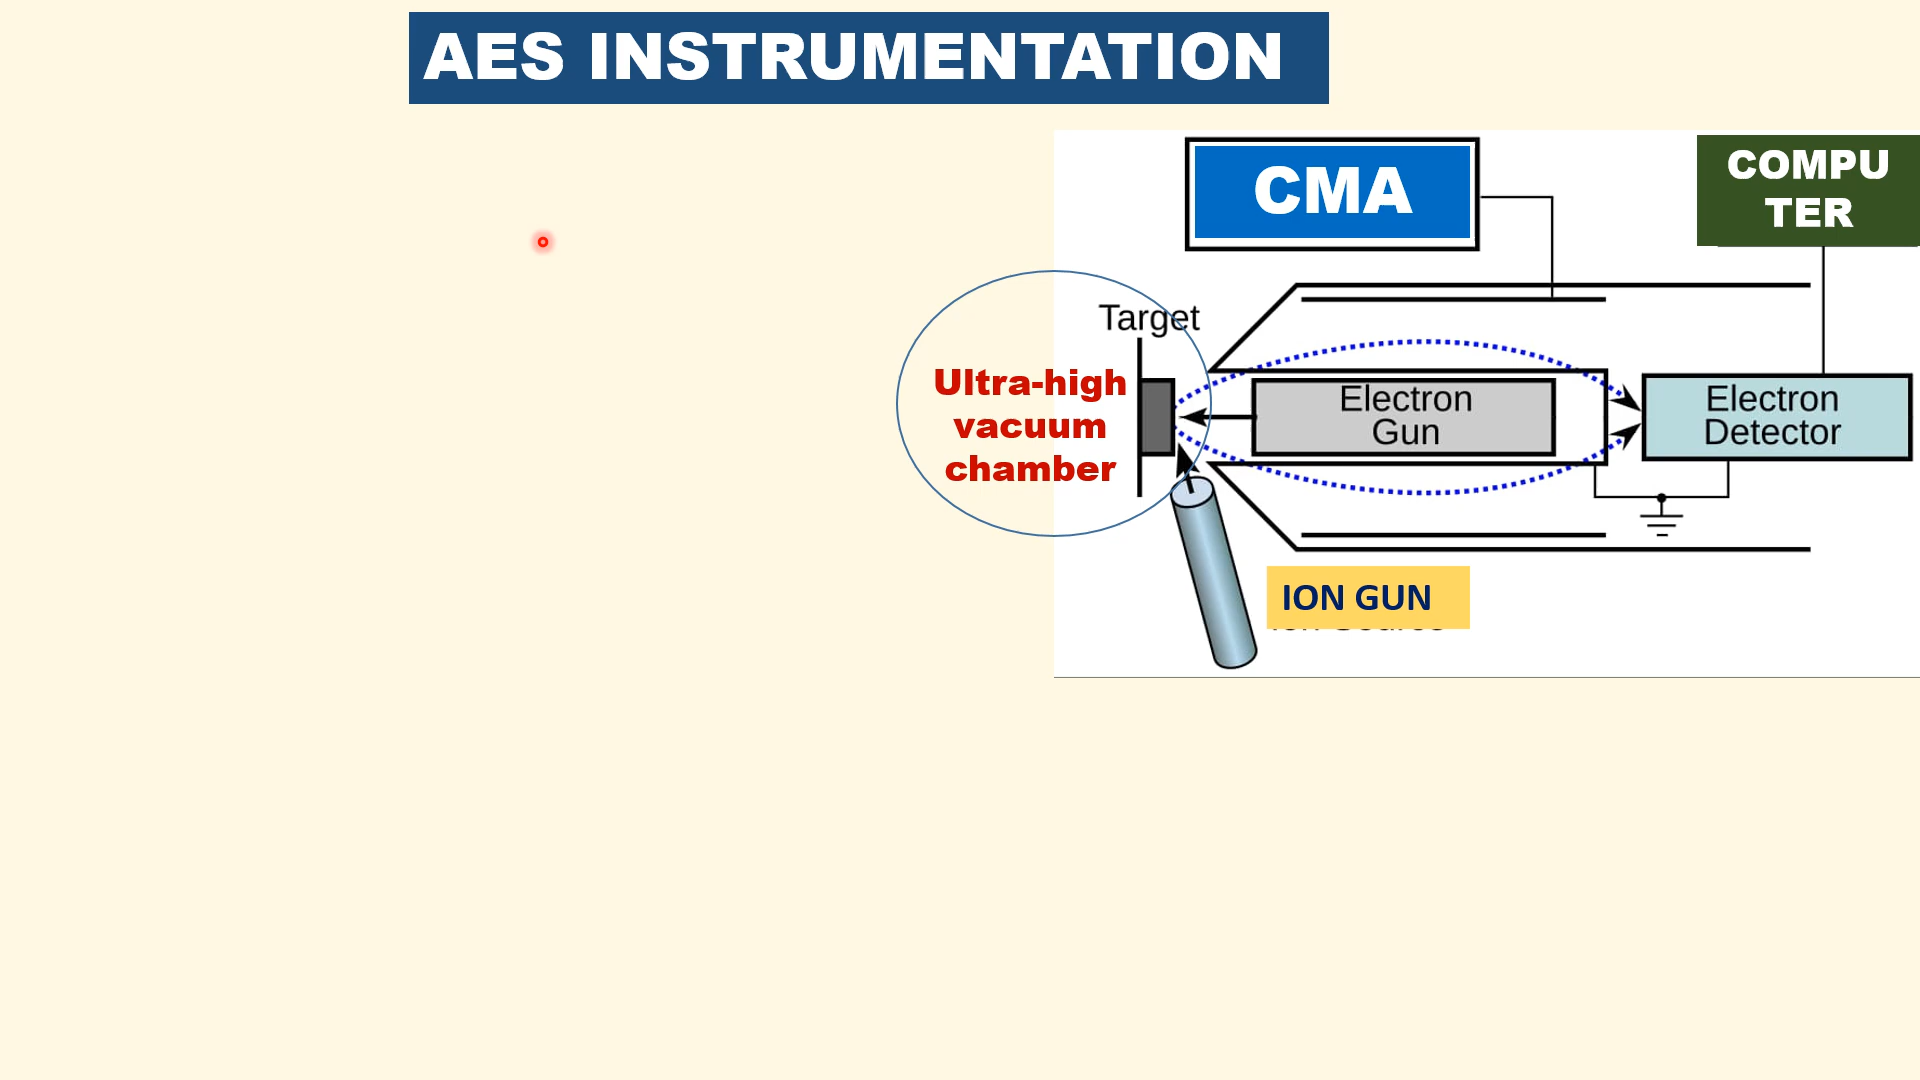 AES INSTRUMENTATION
CMA
COMPU
TER
Target
Ultra-high
vacuum
chamber
Electron
Gun
Electron
Detector
ION GUN